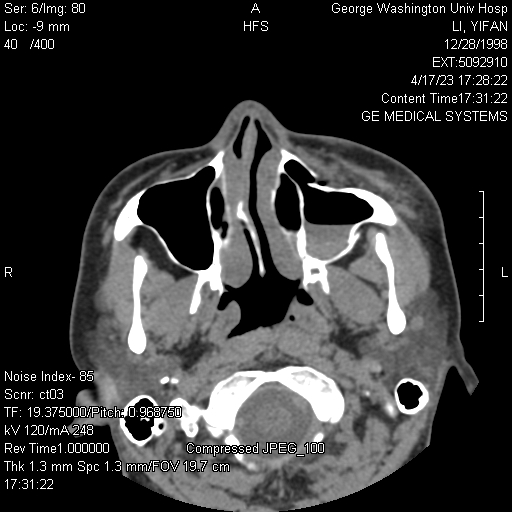 Ser: 6/Img: 80
Loc: -9 mm
40 /400
A
HFS
George Washington Univ Hosp
LI, YIFAN
12/28/1998
EXT:5092910
4/17/23 17:28:22
Content Time17:31:22
GE MEDICAL SYSTEMS
R
L
Noise Index- 85
Scnr: ct03
TF: 19.375000/Pitch: 0.968750
kV 120/mA 248
Rev Time1.000000
Compressed JPEG_100
Thk 1.3 mm Spc 1.3 mm/FOV 19.7 cm
17:31:22